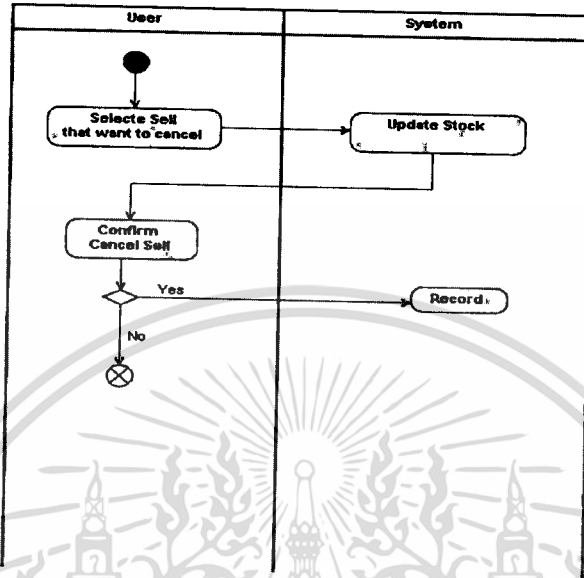 User
System
Selecte Sell
that want to cancel
Update Stock
Confirm
Cancel Sell
Yes
Record
No